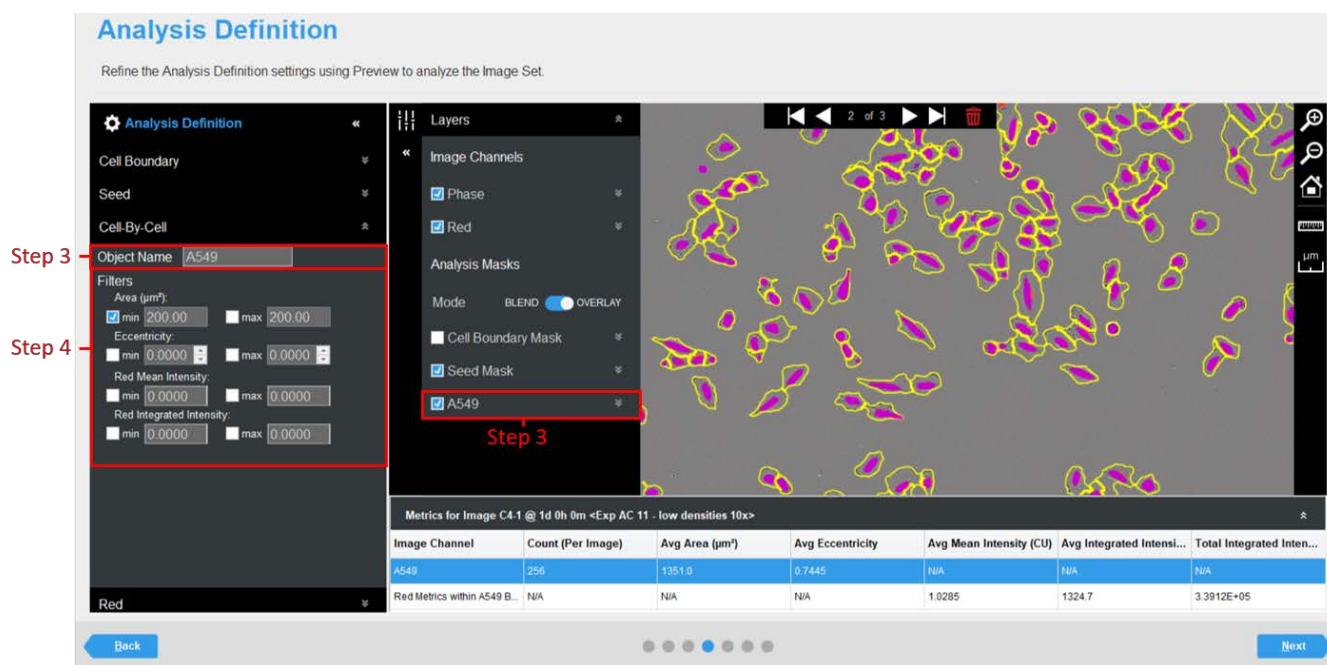 Analysis Definition
Refine the Analysis Definition settings using Preview to analyze the Image Set.
Analysis Definition
«
Cell Boundary
Seed
Cell-By-Cell
Step 3
Object Name A549
Step 4
Filters
Area (µm²):
min 200.00 max 200.00
Eccentricity:
min 0.0000 max 0.0000
Red Mean Intensity:
min 0.0000 max 0.0000
Red Integrated Intensity:
min 0.0000 max 0.0000
Red
Layers
«
Image Channels
Phase
Red
Analysis Masks
Mode BLEND OVERLAY
Cell Boundary Mask
Seed Mask
A549
Step 3
2 of 3
µm
Metrics for Image C4-1 @ 1d 0h 0m <Exp AC 11 - low densities 10x>
Image Channel Count (Per Image) Avg Area (µm²) Avg Eccentricity Avg Mean Intensity (CU) Avg Integrated Intensi... Total Integrated Inten...
A549 256 1351.0 0.7445 N/A N/A N/A
Red Metrics within A549 B... N/A N/A N/A 1.0285 1324.7 3.3912E+05
Back
Next